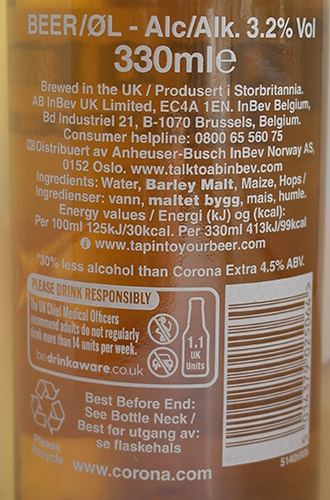 BEER/ØL - Alc/Alk. 3.2% Vol
330ml℮
Brewed in the UK / Produsert i Storbritannia.
AB InBev UK Limited, EC4A 1EN. InBev Belgium,
Bd Industriel 21, B-1070 Brussels, Belgium.
Consumer helpline: 0800 65 560 75
Distribuert av Anheuser-Busch InBev Norway AS,
0152 Oslo. www.talktoabinbev.com
Ingredients: Water, Barley Malt, Maize, Hops /
Ingredienser: vann, maltet bygg, mais, humle.
Energy values / Energi (kJ) og (kcal):
Per 100ml 125kJ/30kcal. Per 330ml 413kJ/99kcal
www.tapintoyourbeer.com
*30% less alcohol than Corona Extra 4.5% ABV.
PLEASE DRINK RESPONSIBLY
The UK Chief Medical Officers
recommend adults do not regularly
drink more than 14 units per week.
bedrinkaware.co.uk
1.1
UK
Units
Please
Recycle
Best Before End:
See Bottle Neck /
Best før utgang av:
se flaskehals
www.corona.com